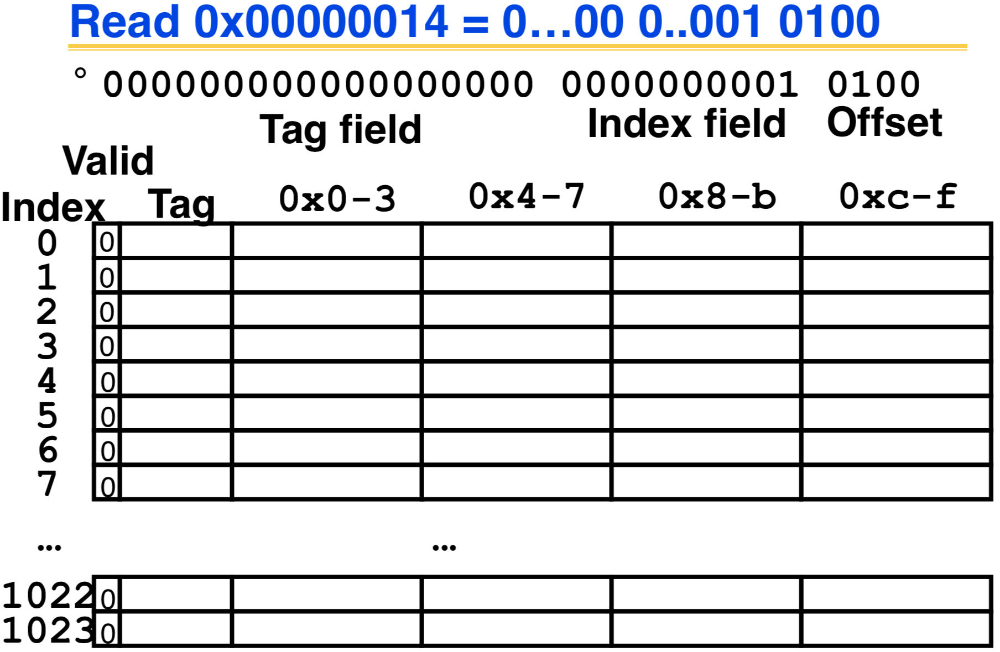 Read 0x00000014 = 0…00 0..001 0100
° 000000000000000000 0000000001 0100
Tag field Index field Offset
Valid
Index Tag 0x0-3 0x4-7 0x8-b 0xc-f
0 0
1 0
2 0
3 0
4 0
5 0
6 0
7 0
... ...
1022 0
1023 0